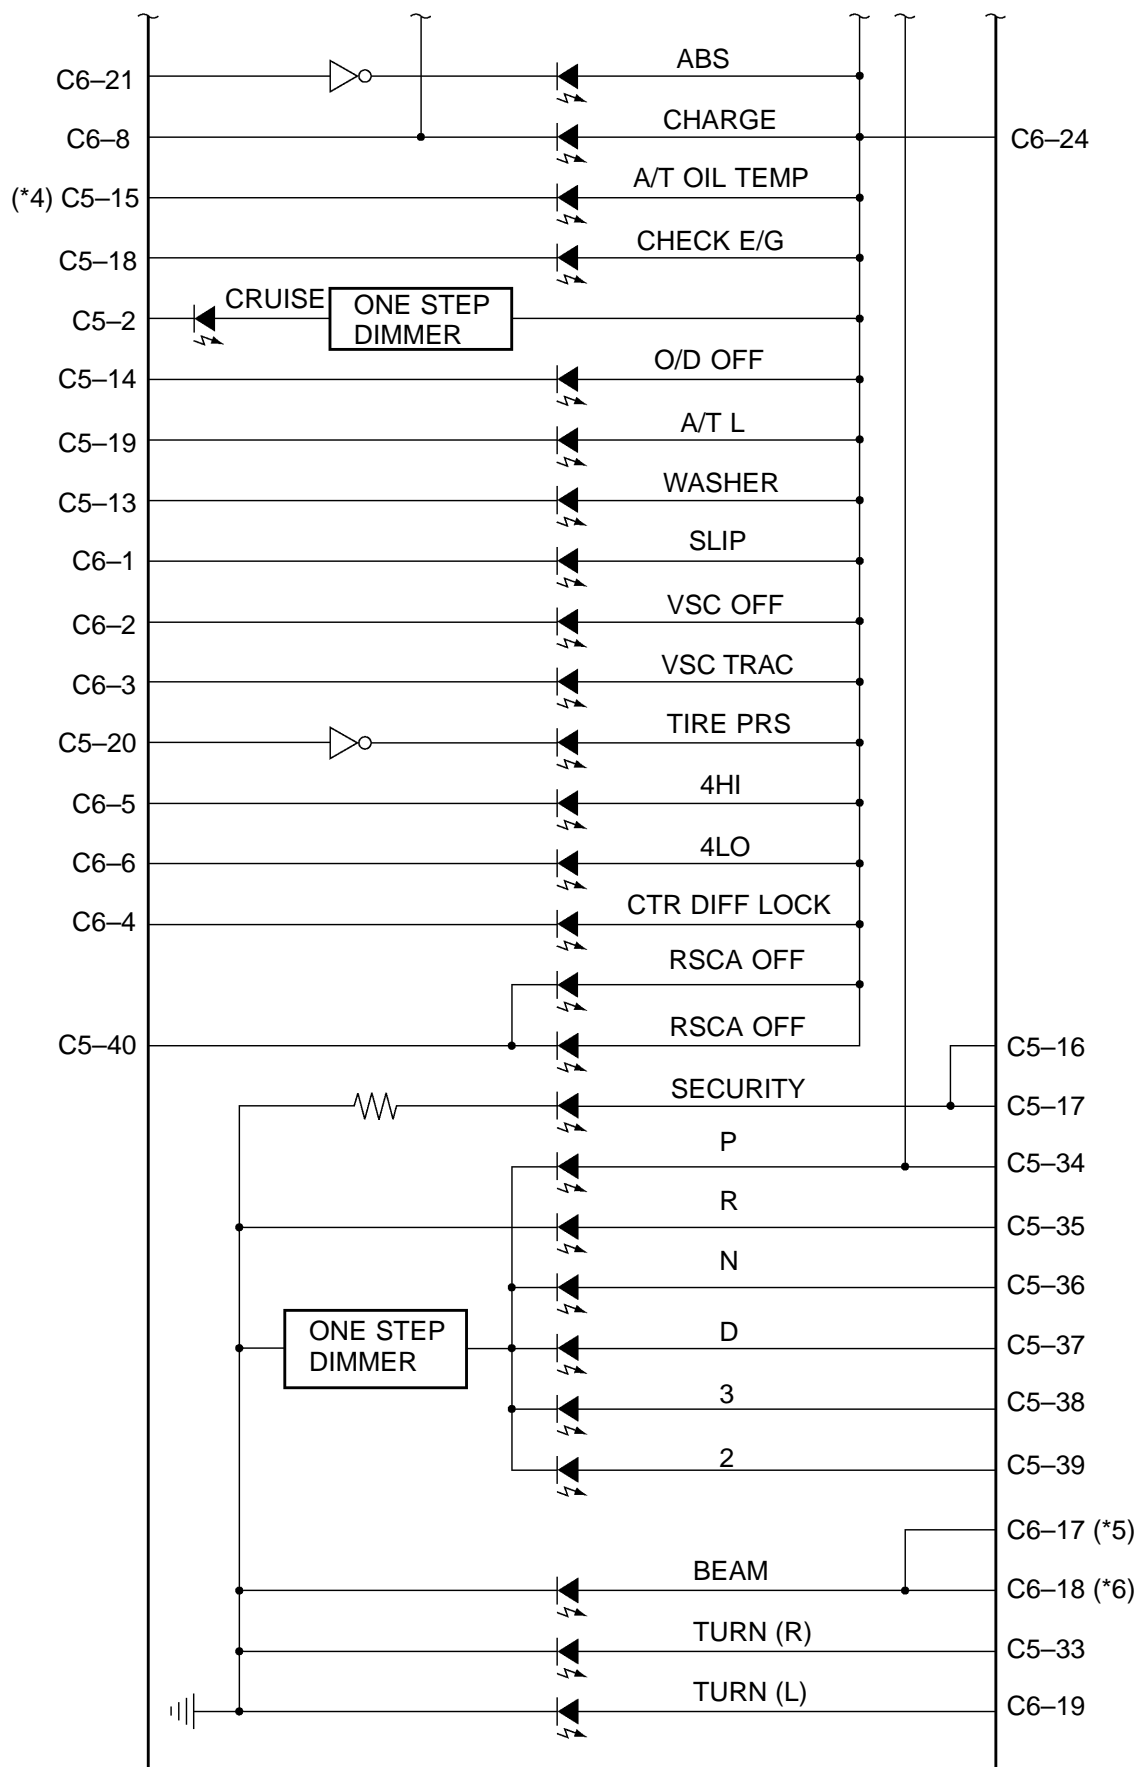 C6–21
ABS
C6–8
CHARGE
C6–24
(*4) C5–15
A/T OIL TEMP
C5–18
CHECK E/G
C5–2
CRUISE
ONE STEP
DIMMER
C5–14
O/D OFF
C5–19
A/T L
C5–13
WASHER
C6–1
SLIP
C6–2
VSC OFF
C6–3
VSC TRAC
C5–20
TIRE PRS
C6–5
4HI
C6–6
4LO
C6–4
CTR DIFF LOCK
RSCA OFF
C5–40
RSCA OFF
C5–16
SECURITY
C5–17
P
C5–34
R
C5–35
N
C5–36
ONE STEP
DIMMER
D
C5–37
3
C5–38
2
C5–39
C6–17 (*5)
BEAM
C6–18 (*6)
TURN (R)
C5–33
TURN (L)
C6–19